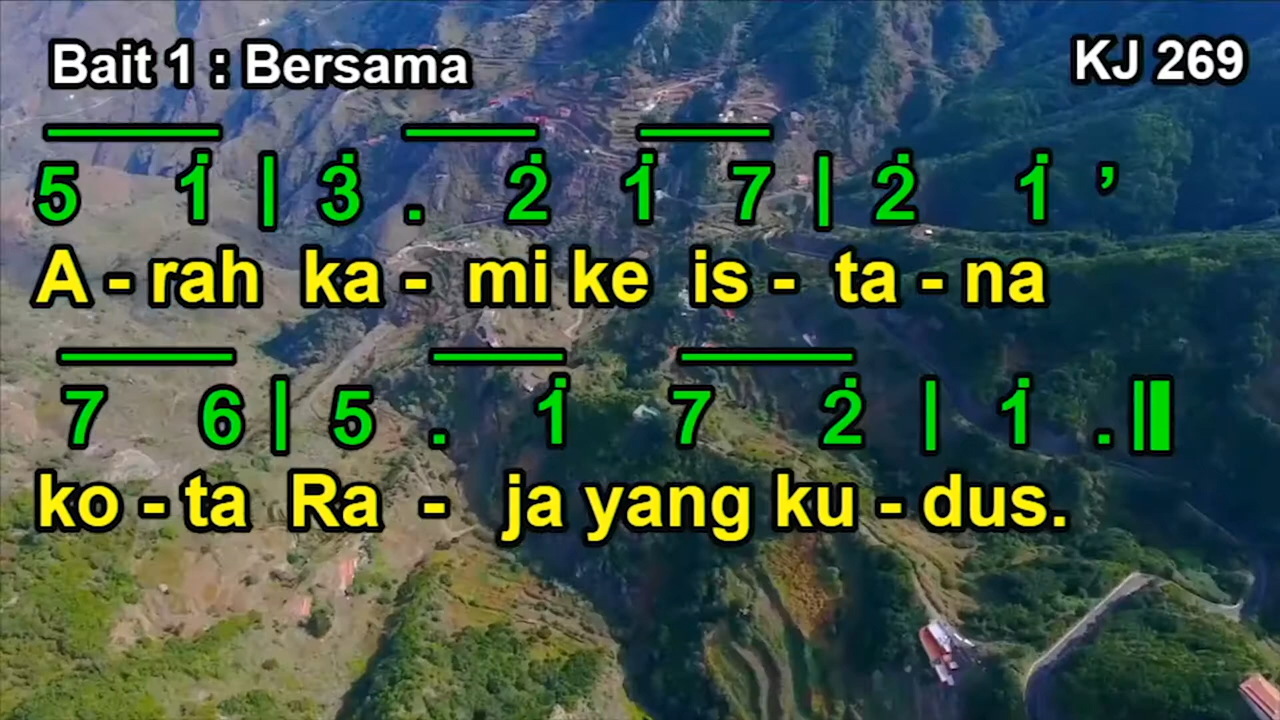 Bait 1 : Bersama KJ 269
5 1̇ | 3̇ . 2̇ 1̇ 7 | 2̇ 1̇ ’
A - rah ka - mi ke is - ta - na
7 6 | 5 . 1̇ 7 2̇ | 1̇ . ||
ko - ta Ra - ja yang ku - dus.